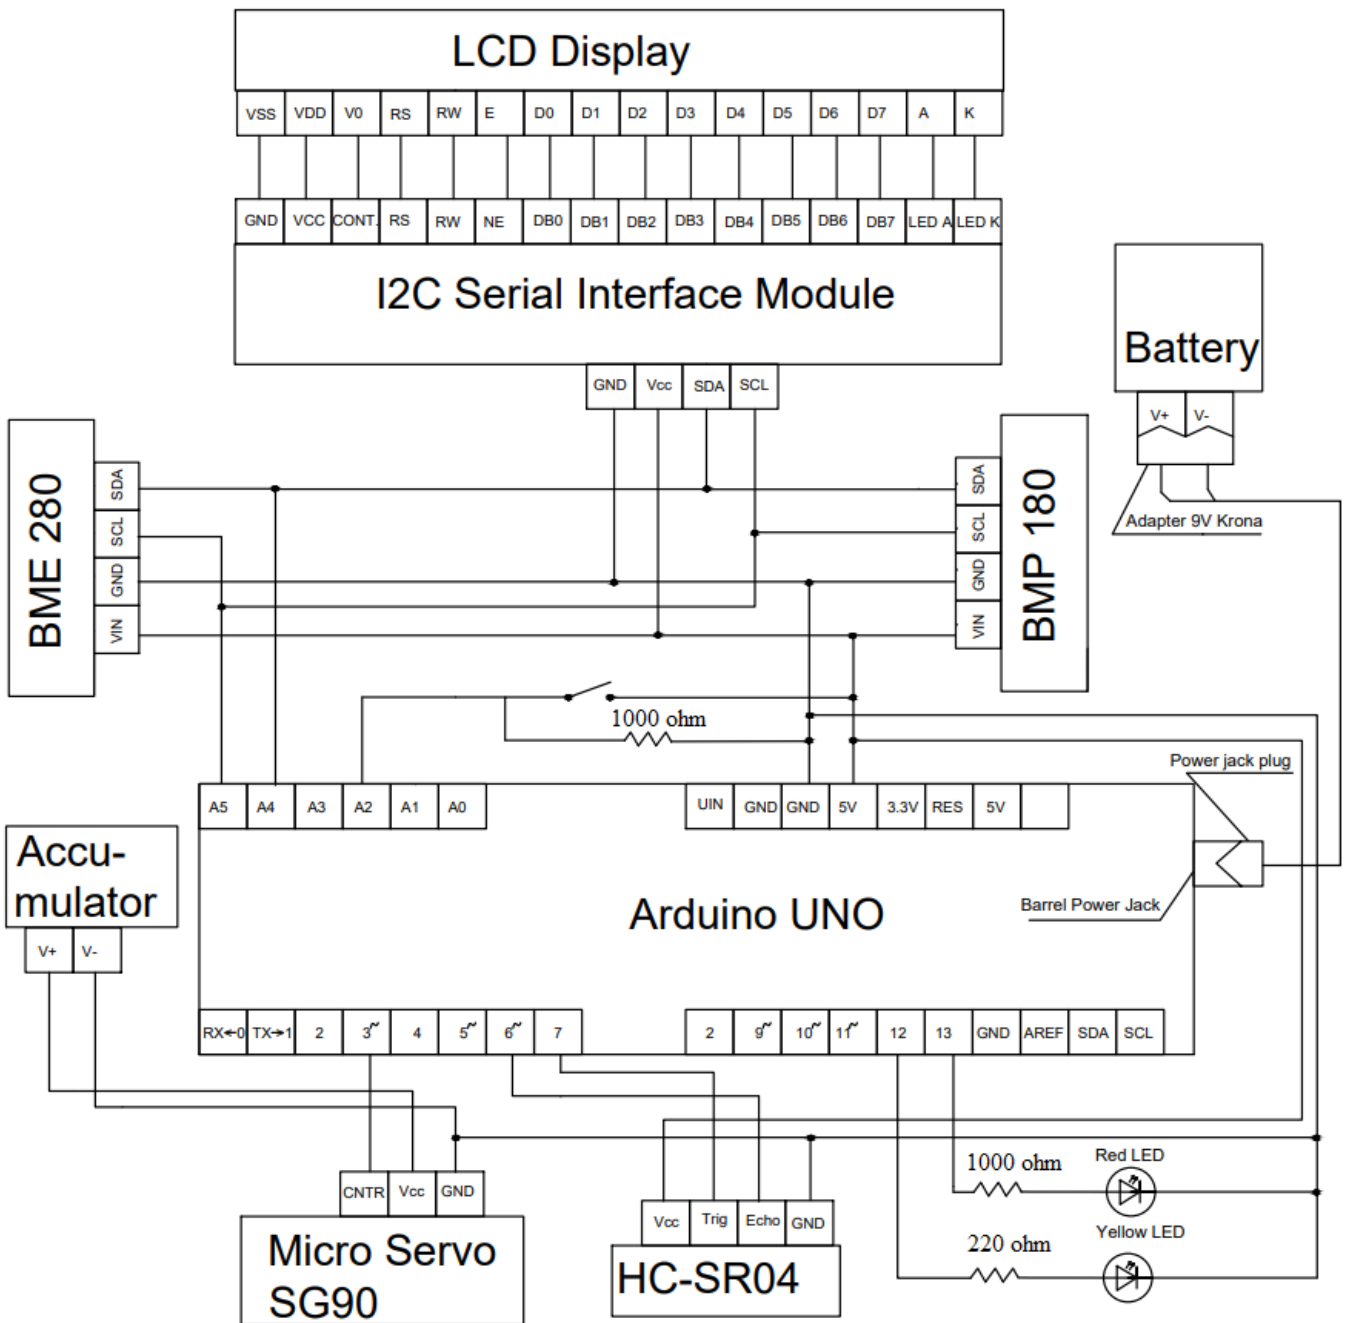 LCD Display
VSS VDD V0 RS RW E D0 D1 D2 D3 D4 D5 D6 D7 A K
GND VCC CONT. RS RW NE DB0 DB1 DB2 DB3 DB4 DB5 DB6 DB7 LED A LED K
I2C Serial Interface Module
GND Vcc SDA SCL
Battery
V+ V-
Adapter 9V Krona
BME 280
SDA
SCL
GND
VIN
BMP 180
SDA
SCL
GND
VIN
1000 ohm
Power jack plug
A5 A4 A3 A2 A1 A0
UIN GND GND 5V 3.3V RES 5V
Accu-
mulator
V+ V-
Arduino UNO
Barrel Power Jack
RX←0 TX→1 2 3~ 4 5~ 6~ 7
2 9~ 10~ 11~ 12 13 GND AREF SDA SCL
1000 ohm
Red LED
CNTR Vcc GND
Micro Servo
SG90
Vcc Trig Echo GND
HC-SR04
220 ohm
Yellow LED